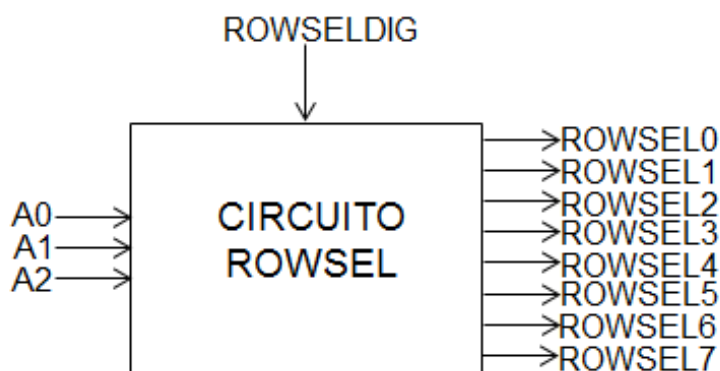 ROWSELDIG
A0
A1
A2
CIRCUITO
ROWSEL
ROWSEL0
ROWSEL1
ROWSEL2
ROWSEL3
ROWSEL4
ROWSEL5
ROWSEL6
ROWSEL7